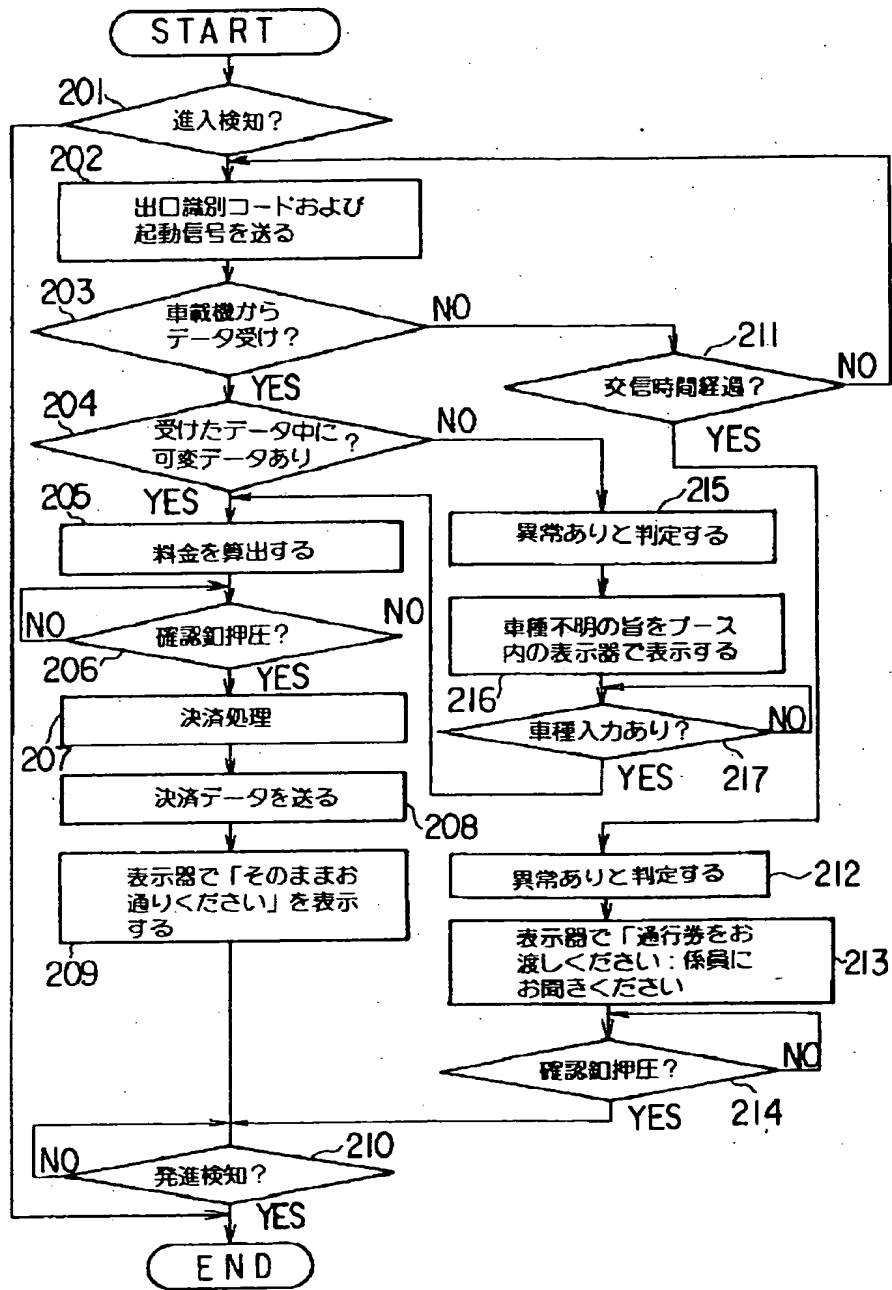 START
201
進入検知?
202
出口識別コードおよび
起動信号を送る
203
車載機から
データ受け?
NO
YES
211
交信時間経過?
NO
YES
204
受けたデータ中に
可変データあり
?
NO
YES
205
料金を算出する
215
異常ありと判定する
NO
確認釦押圧?
NO
206
YES
車種不明の旨をブース
内の表示器で表示する
216
207
決済処理
車種入力あり?
NO
YES
217
決済データを送る
208
表示器で「そのままお
通りください」を表示
する
209
異常ありと判定する
212
表示器で「通行券をお
渡しください:係員に
お聞きください
213
確認釦押圧?
NO
YES
214
NO
発進検知?
210
YES
END